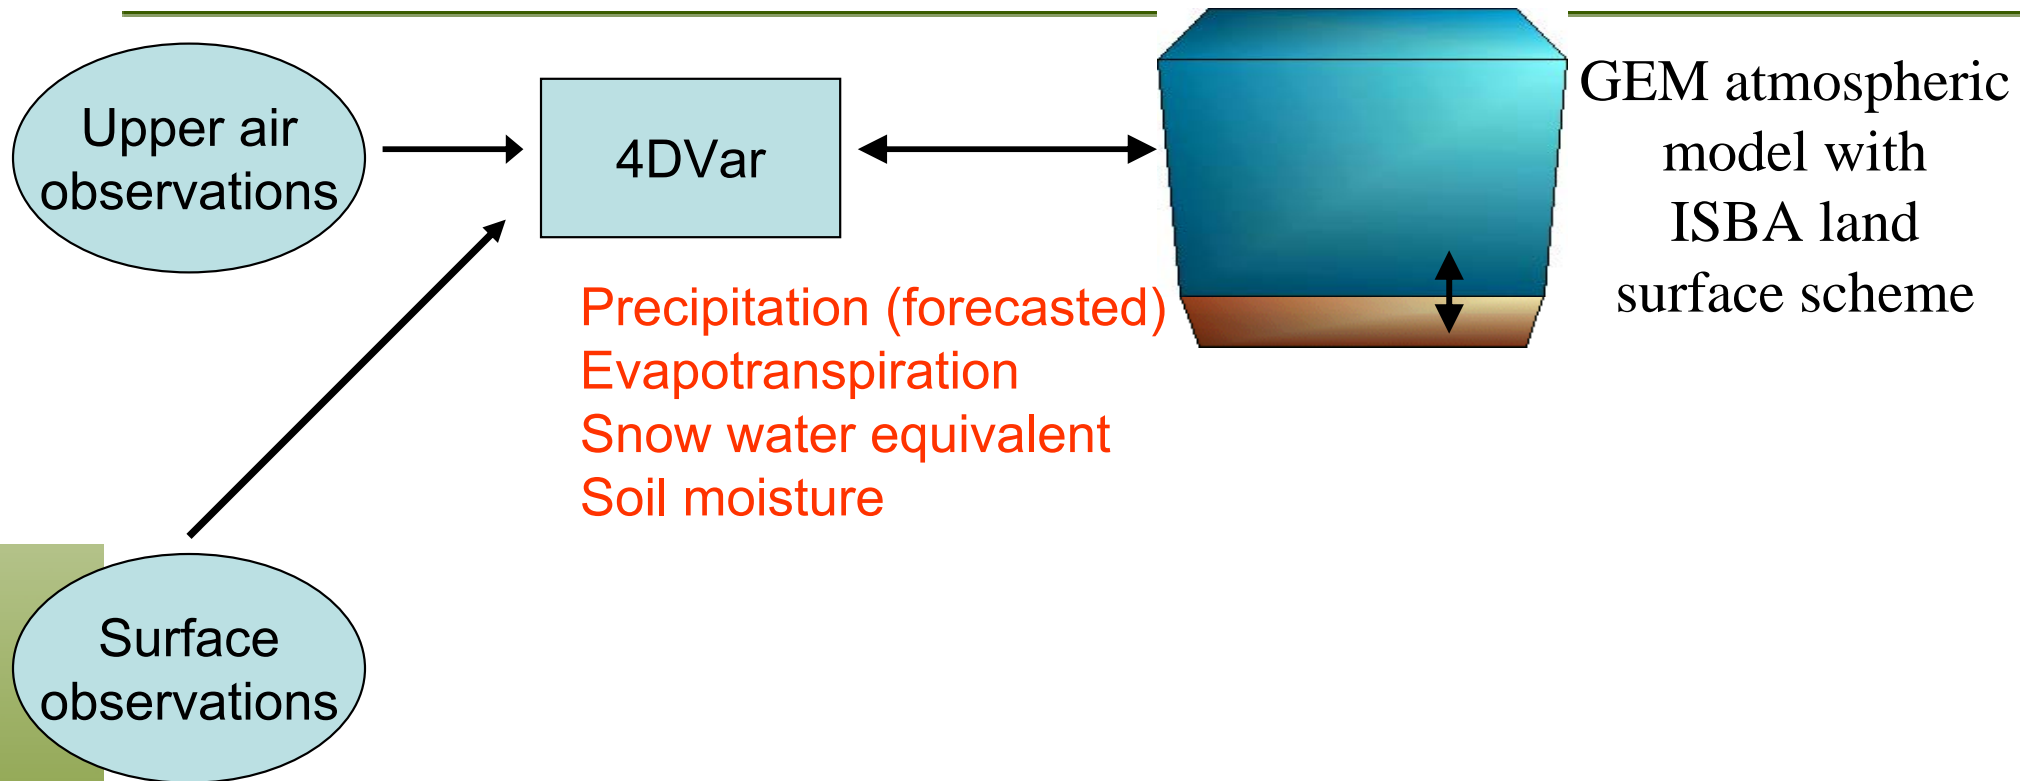 Upper air
observations
4DVar
GEM atmospheric
model with
ISBA land
surface scheme
Precipitation (forecasted)
Evapotranspiration
Snow water equivalent
Soil moisture
Surface
observations